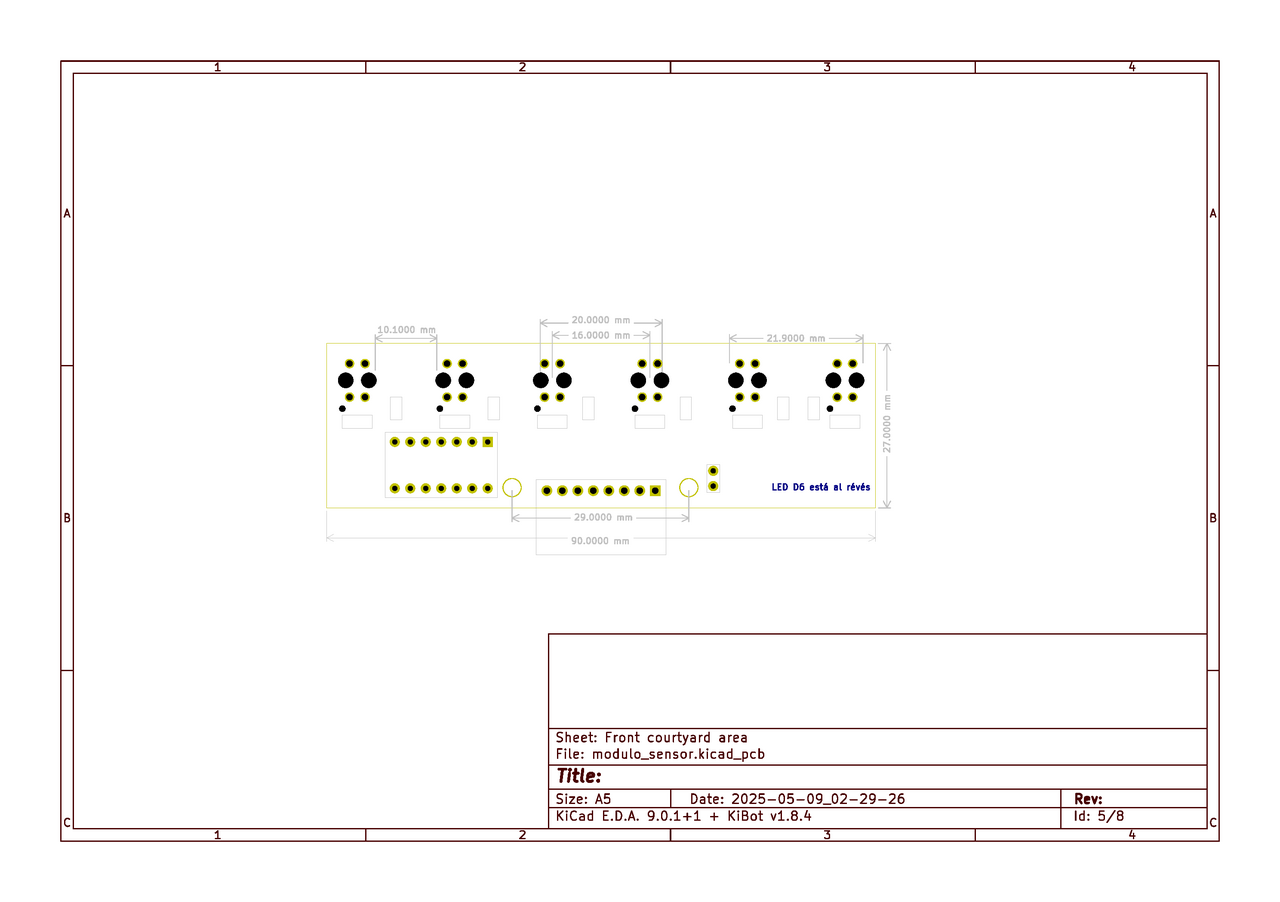 1 2 3 4
A A
20.0000 mm
10.1000 mm 16.0000 mm 21.9000 mm
27.0000 mm
LED D6 está al révés
29.0000 mm
B B
90.0000 mm
Sheet: Front courtyard area
File: modulo_sensor.kicad_pcb
Title:
Size: A5 Date: 2025-05-09_02-29-26 Rev:
KiCad E.D.A. 9.0.1+1 + KiBot v1.8.4 Id: 5/8
C C
1 2 3 4